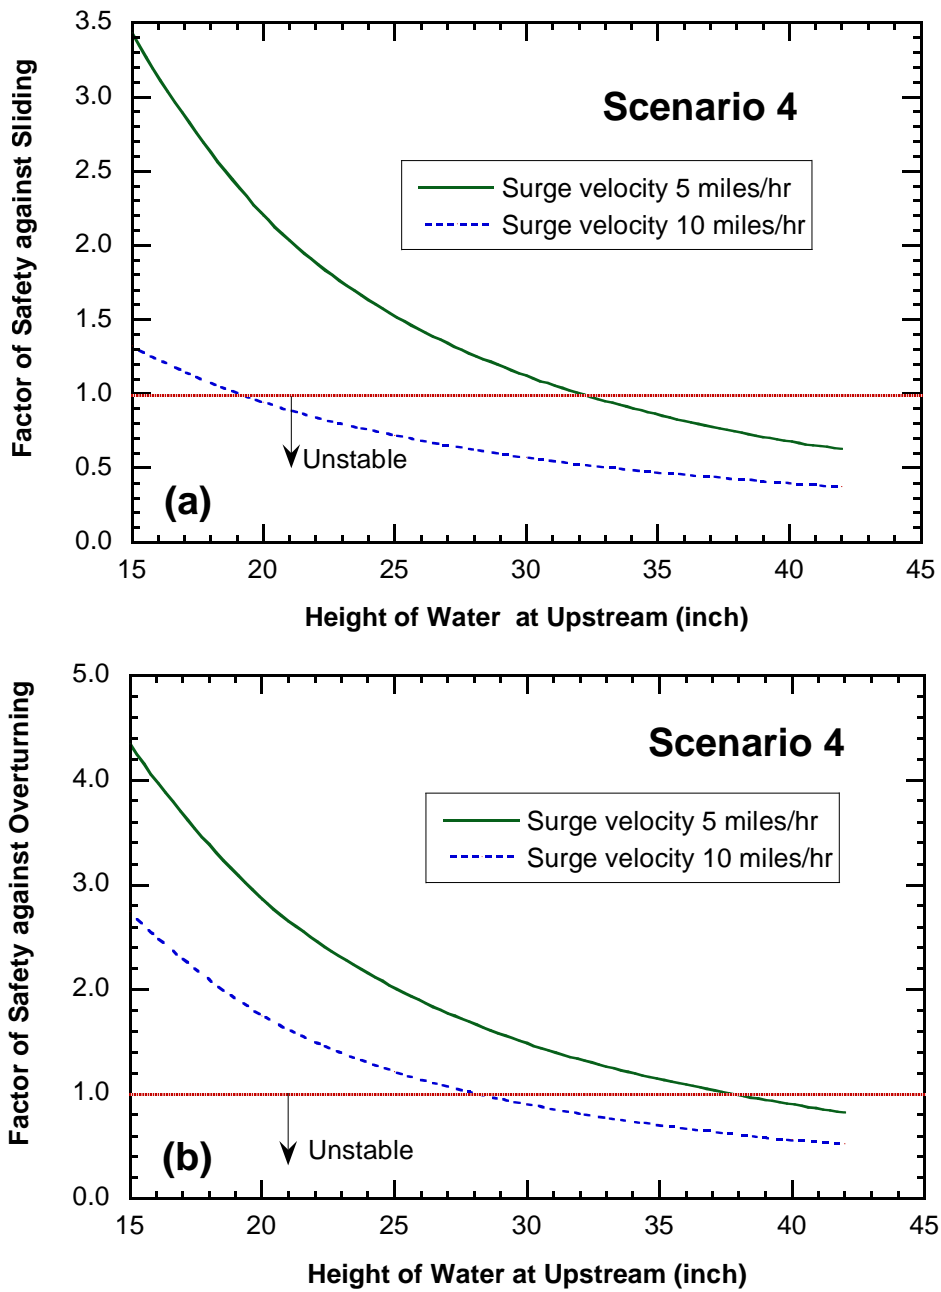 3.5
3.0
2.5
2.0
1.5
1.0
0.5
0.0
Factor of Safety against Sliding
Scenario 4
Surge velocity 5 miles/hr
Surge velocity 10 miles/hr
Unstable
(a)
15 20 25 30 35 40 45
Height of Water at Upstream (inch)
5.0
4.0
3.0
2.0
1.0
0.0
Factor of Safety against Overturning
Scenario 4
Surge velocity 5 miles/hr
Surge velocity 10 miles/hr
Unstable
(b)
15 20 25 30 35 40 45
Height of Water at Upstream (inch)